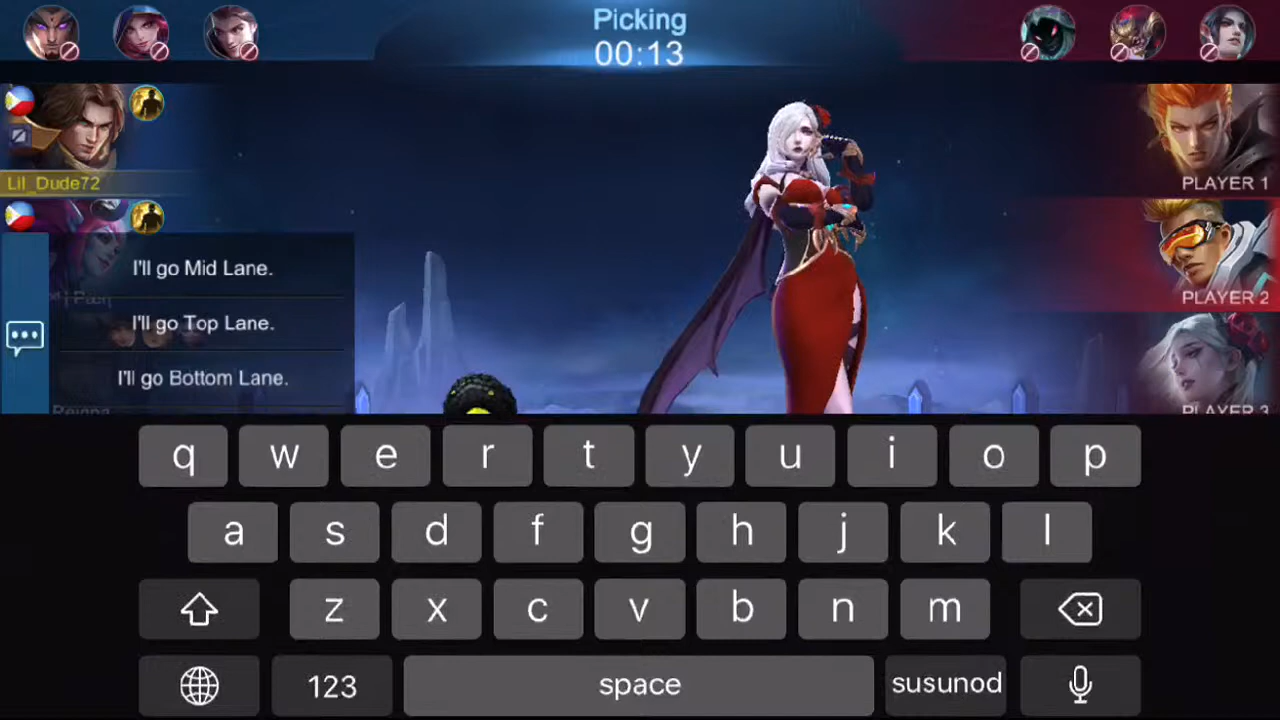 Picking
00:13
Lil_Dude72
PLAYER 1
PLAYER 2
PLAYER 3
I'll go Mid Lane.
I'll go Top Lane.
I'll go Bottom Lane.
q w e r t y u i o p
a s d f g h j k l
z x c v b n m
123 space susunod